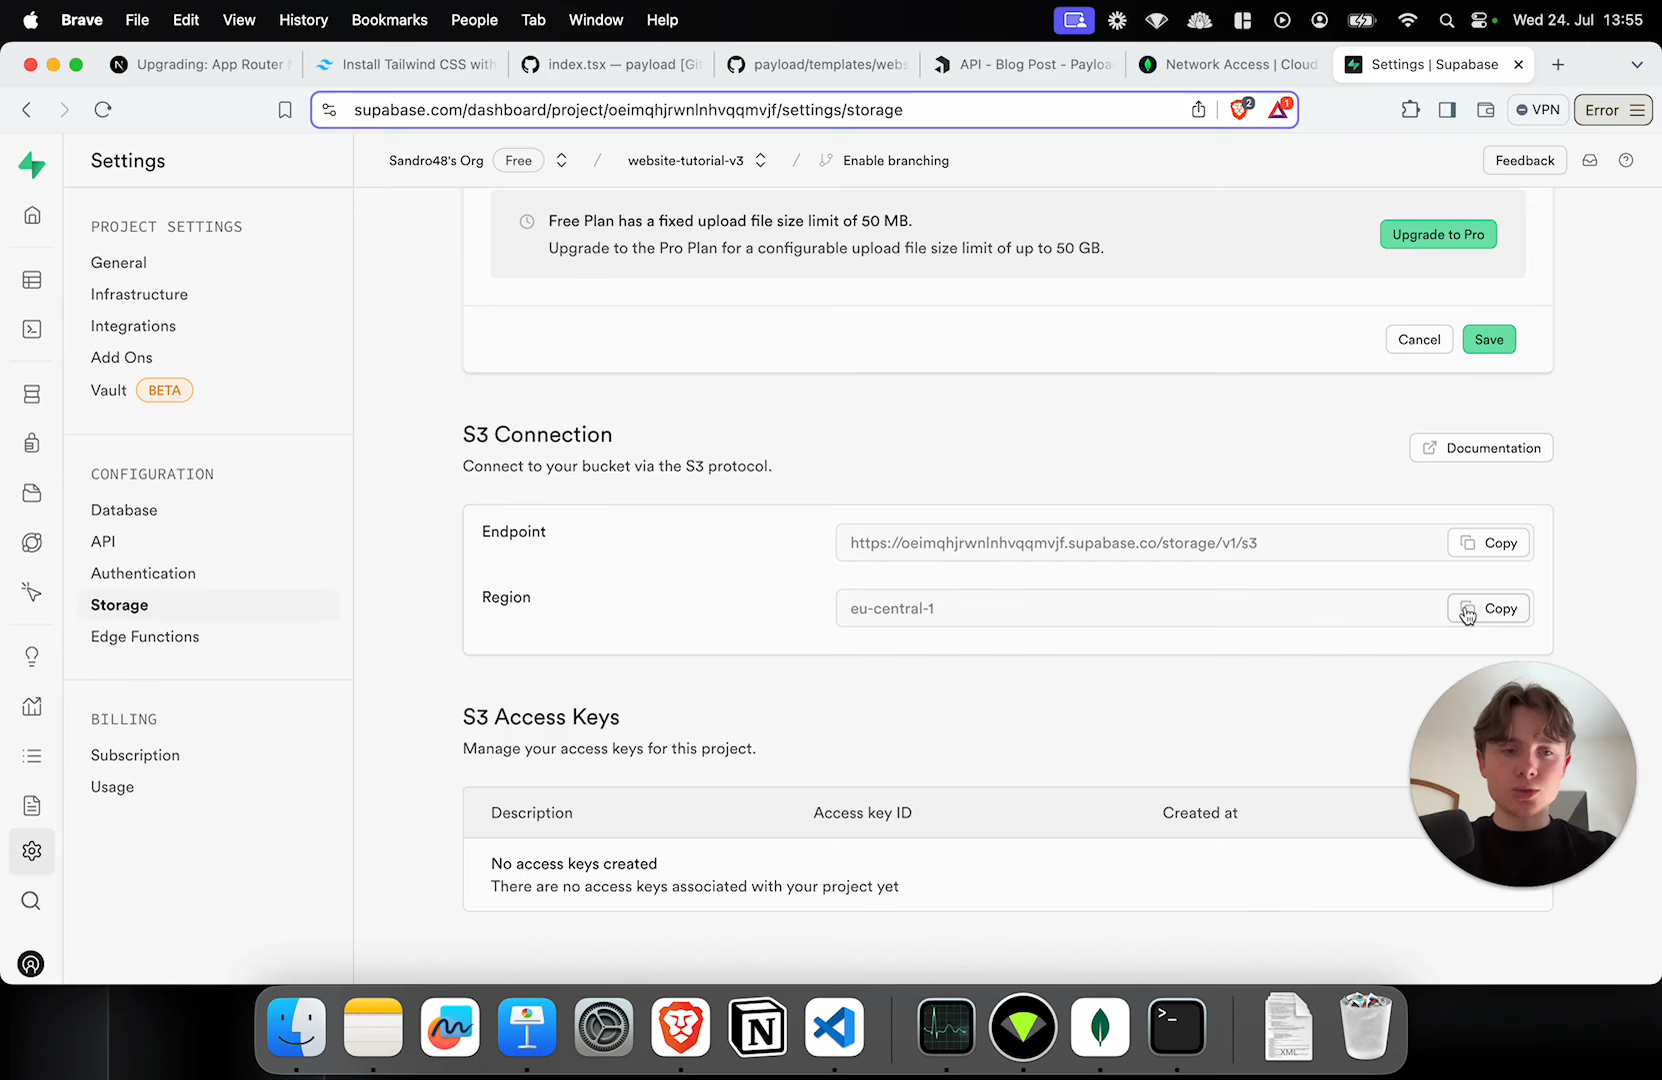 Brave File Edit View History Bookmarks People Tab Window Help
Wed 24. Jul 13:55
Upgrading: App Router
Install Tailwind CSS with
index.tsx — payload [Git
payload/templates/webs
API - Blog Post - Payloa
Network Access | Cloud
Settings | Supabase
supabase.com/dashboard/project/oeimqhjrwnlnhvqqmvjf/settings/storage
2
1
VPN
Error
Settings
Sandro48's Org Free / website-tutorial-v3 / Enable branching
Feedback
PROJECT SETTINGS
General
Infrastructure
Integrations
Add Ons
Vault BETA
CONFIGURATION
Database
API
Authentication
Storage
Edge Functions
BILLING
Subscription
Usage
Free Plan has a fixed upload file size limit of 50 MB.
Upgrade to the Pro Plan for a configurable upload file size limit of up to 50 GB.
Upgrade to Pro
Cancel
Save
S3 Connection
Connect to your bucket via the S3 protocol.
Documentation
Endpoint
https://oeimqhjrwnlnhvqqmvjf.supabase.co/storage/v1/s3
Copy
Region
eu-central-1
Copy
S3 Access Keys
Manage your access keys for this project.
Description Access key ID Created at
No access keys created
There are no access keys associated with your project yet
N
>_
XML